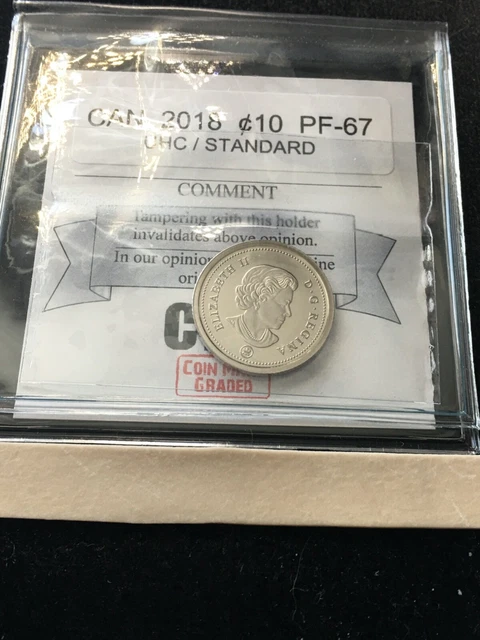 CAN 2018 ¢10 PF-67
UHC / STANDARD
COMMENT
Tampering with this holder
invalidates above opinion.
In our opinion
ELIZABETH II D·G·REGINA
COIN
GRADED